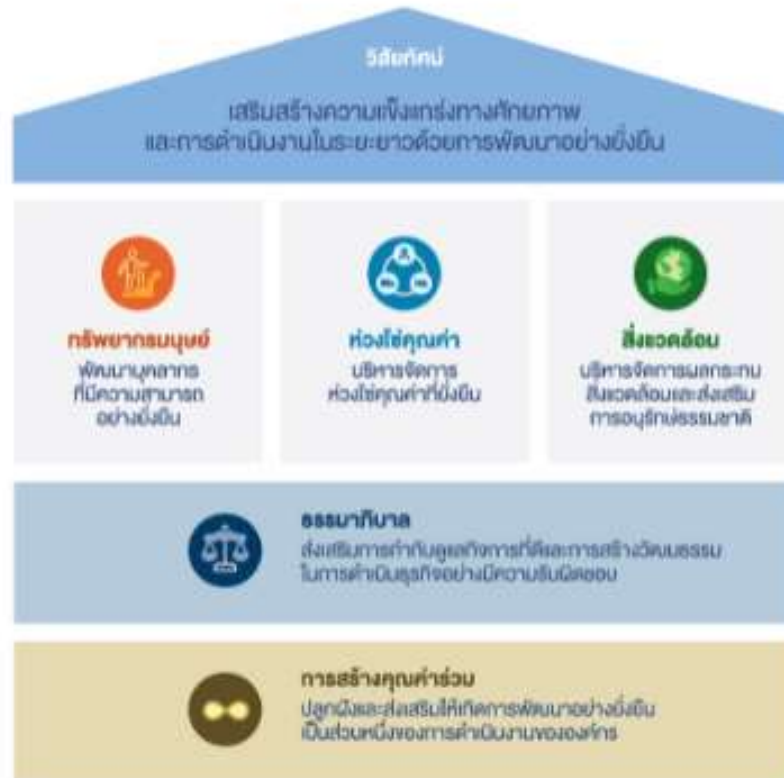 วิสัยทัศน์
เสริมสร้างความแข็งแกร่งทางศักยภาพ
และการดำเนินงานในระยะยาวด้วยการพัฒนาอย่างยั่งยืน
ทรัพยากรมนุษย์
พัฒนาบุคลากร
ที่มีความสามารถ
อย่างยั่งยืน
ห่วงโซ่คุณค่า
บริหารจัดการ
ห่วงโซ่คุณค่าที่ยั่งยืน
สิ่งแวดล้อม
บริหารจัดการผลกระทบ
สิ่งแวดล้อมและส่งเสริม
การอนุรักษ์ธรรมชาติ
ธรรมาภิบาล
ส่งเสริมการกำกับดูแลกิจการที่ดีและการสร้างวัฒนธรรม
ในการดำเนินธุรกิจอย่างมีความรับผิดชอบ
การสร้างคุณค่าร่วม
ปลูกฝังและส่งเสริมให้เกิดการพัฒนาอย่างยั่งยืน
เป็นส่วนหนึ่งของการดำเนินงานขององค์กร